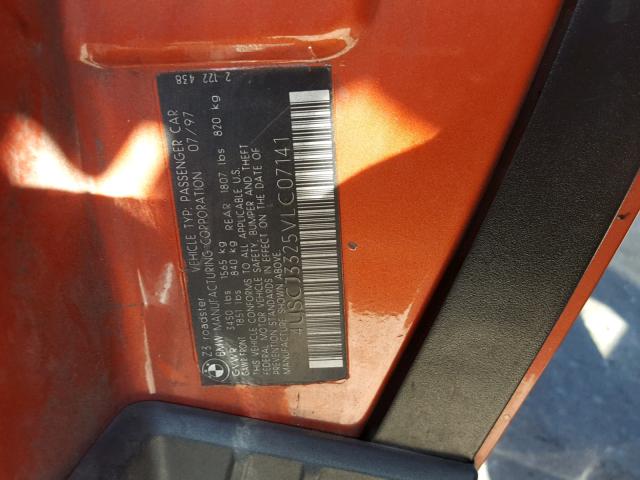 Z3 roadster VEHICLE TYP: PASSENGER CAR 2 122 438
BMW MANUFACTURING CORPORATION 07/97
GVWR 3450 lbs 1565 kg
GAWR FRONT 1851 lbs 840 kg REAR 1807 lbs 820 kg
THIS VEHICLE CONFORMS TO ALL APPLICABLE U.S.
FEDERAL MOTOR VEHICLE SAFETY, BUMPER AND THEFT
PREVENTION STANDARDS IN EFFECT ON THE DATE OF
MANUFACTURE SHOWN ABOVE.
4USCJ3325VLC07141